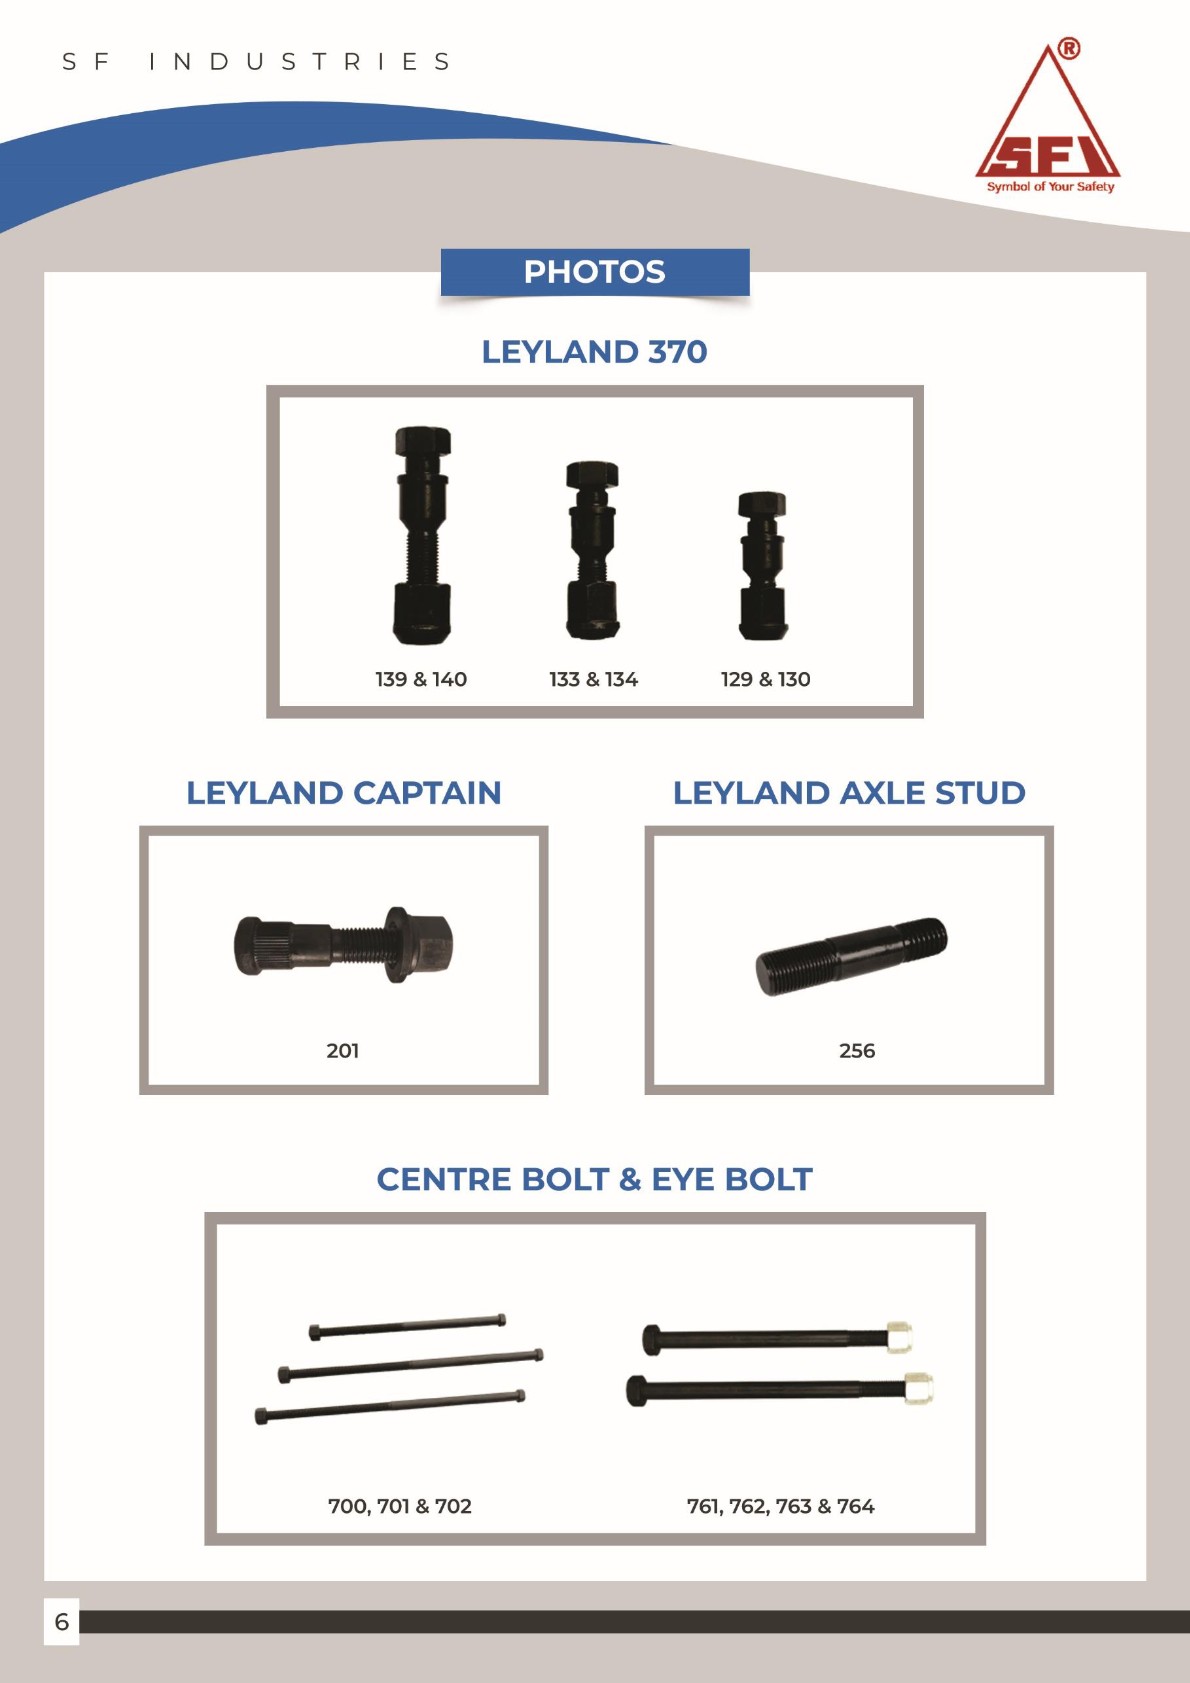 SF INDUSTRIES
®
SFI
Symbol of Your Safety
PHOTOS
LEYLAND 370
139 & 140
133 & 134
129 & 130
LEYLAND CAPTAIN
LEYLAND AXLE STUD
201
256
CENTRE BOLT & EYE BOLT
700, 701 & 702
761, 762, 763 & 764
6